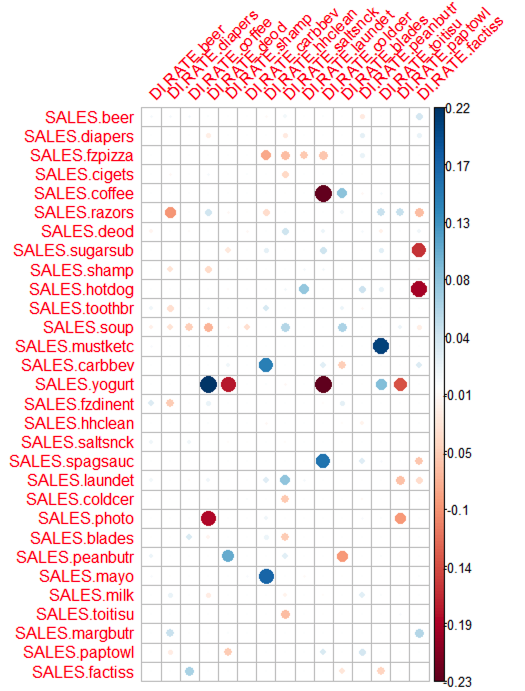 DI.RATE.beer
DI.RATE.diapers
DI.RATE.coffee
DI.RATE.deod
DI.RATE.shamp
DI.RATE.carbbev
DI.RATE.hhclean
DI.RATE.saltsnck
DI.RATE.laundet
DI.RATE.coldcer
DI.RATE.blades
DI.RATE.peanbutr
DI.RATE.toitisu
DI.RATE.paptowl
DI.RATE.factiss
SALES.beer
SALES.diapers
SALES.fzpizza
SALES.cigets
SALES.coffee
SALES.razors
SALES.deod
SALES.sugarsub
SALES.shamp
SALES.hotdog
SALES.toothbr
SALES.soup
SALES.mustketc
SALES.carbbev
SALES.yogurt
SALES.fzdinent
SALES.hhclean
SALES.saltsnck
SALES.spagsauc
SALES.laundet
SALES.coldcer
SALES.photo
SALES.blades
SALES.peanbutr
SALES.mayo
SALES.milk
SALES.toitisu
SALES.margbutr
SALES.paptowl
SALES.factiss
0.22
0.17
0.13
0.08
0.04
-0.01
-0.05
-0.1
-0.14
-0.19
-0.23